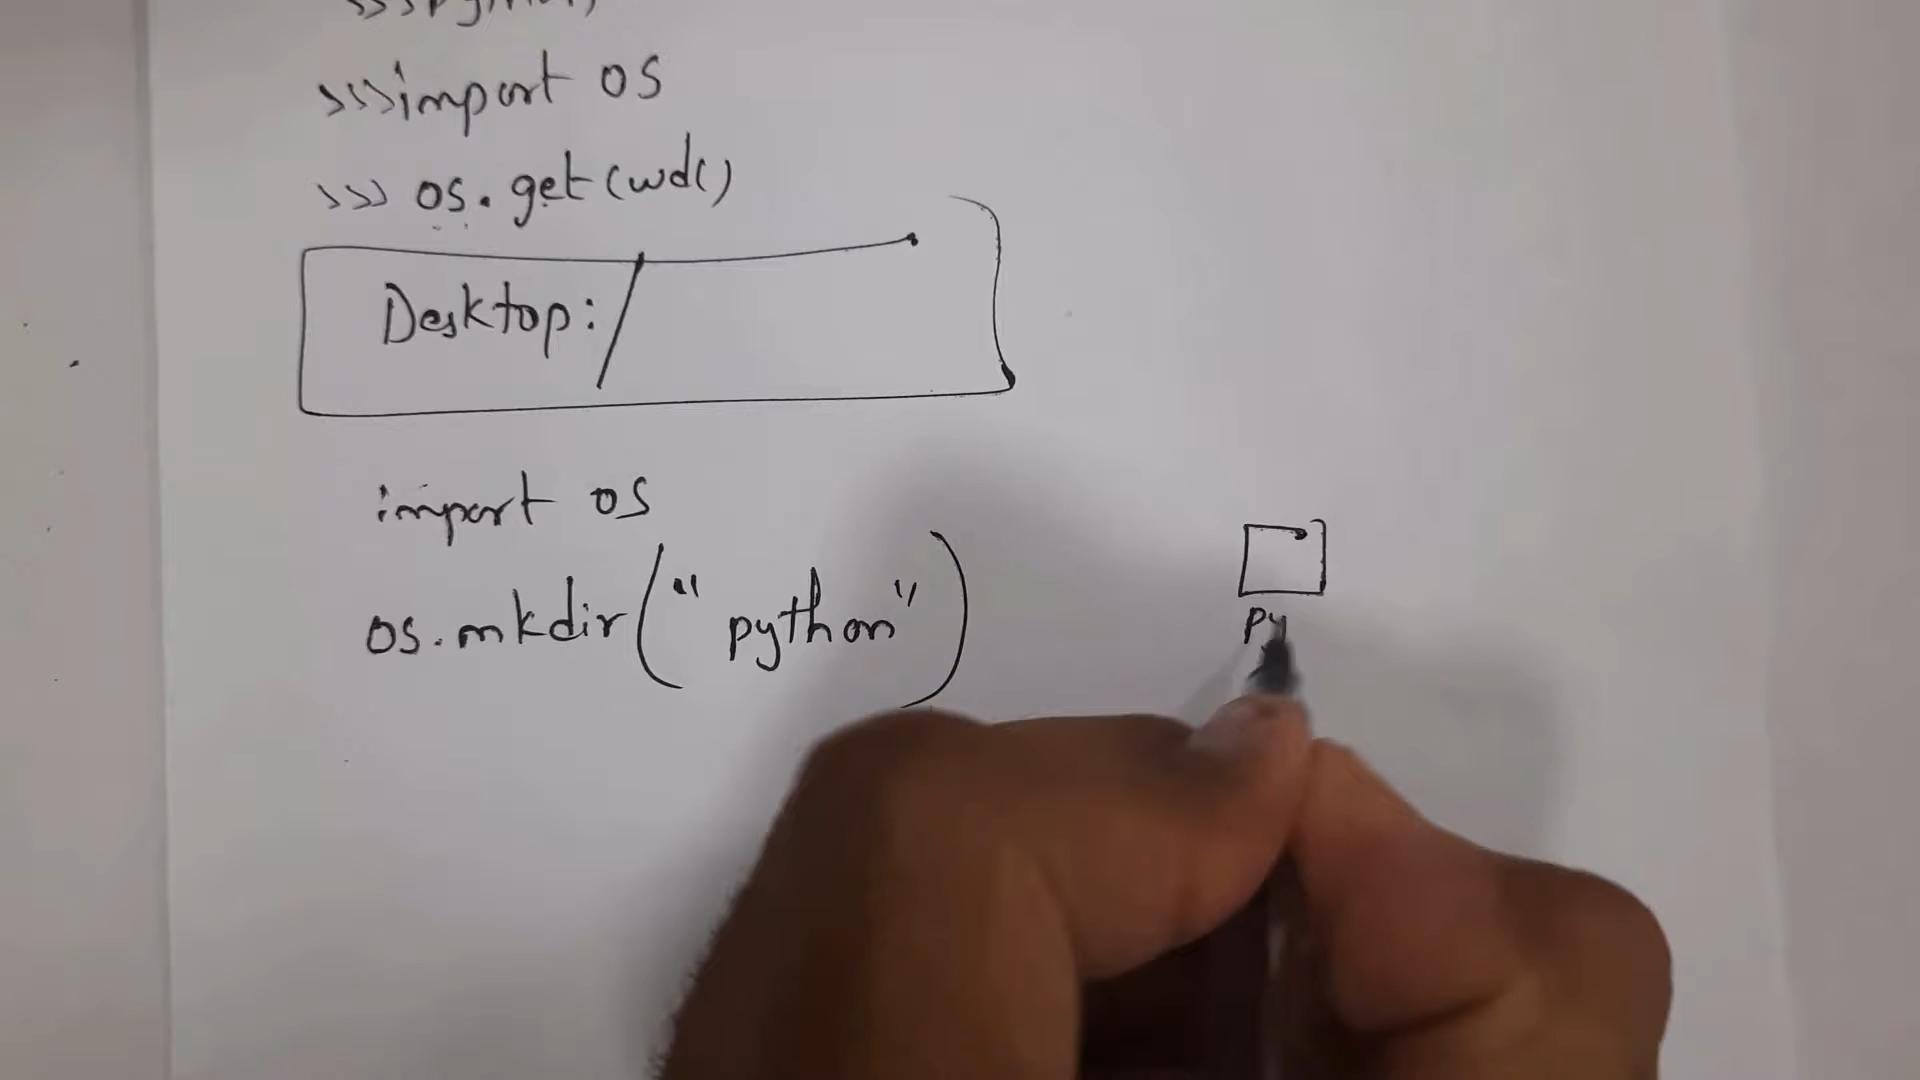 >>>import os
>>> os.getcwd()
Desktop:/
import os
os.mkdir("python")
py